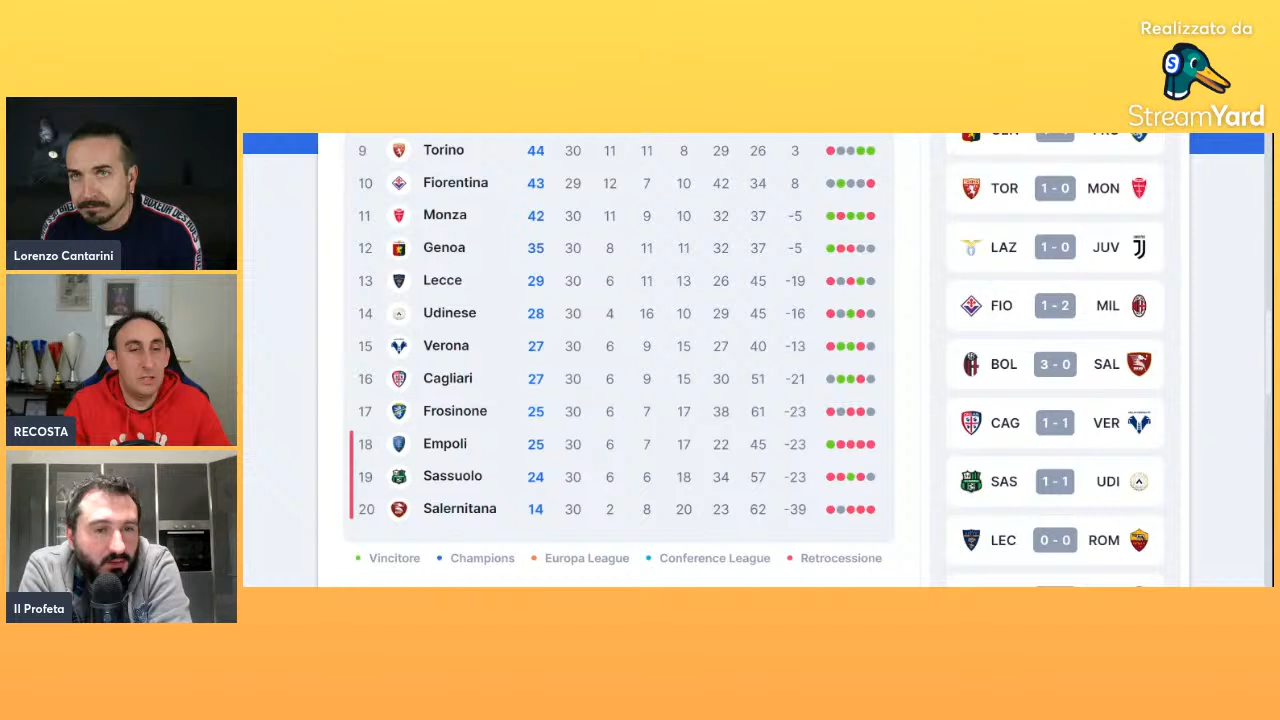 Realizzato da
StreamYard
Lorenzo Cantarini
RECOSTA
Il Profeta
9 Torino 44 30 11 11 8 29 26 3
10 Fiorentina 43 29 12 7 10 42 34 8
11 Monza 42 30 11 9 10 32 37 -5
12 Genoa 35 30 8 11 11 32 37 -5
13 Lecce 29 30 6 11 13 26 45 -19
14 Udinese 28 30 4 16 10 29 45 -16
15 Verona 27 30 6 9 15 27 40 -13
16 Cagliari 27 30 6 9 15 30 51 -21
17 Frosinone 25 30 6 7 17 38 61 -23
18 Empoli 25 30 6 7 17 22 45 -23
19 Sassuolo 24 30 6 6 18 34 57 -23
20 Salernitana 14 30 2 8 20 23 62 -39
Vincitore Champions Europa League Conference League Retrocessione
TOR 1 - 0 MON
LAZ 1 - 0 JUV
FIO 1 - 2 MIL
BOL 3 - 0 SAL
CAG 1 - 1 VER
SAS 1 - 1 UDI
LEC 0 - 0 ROM